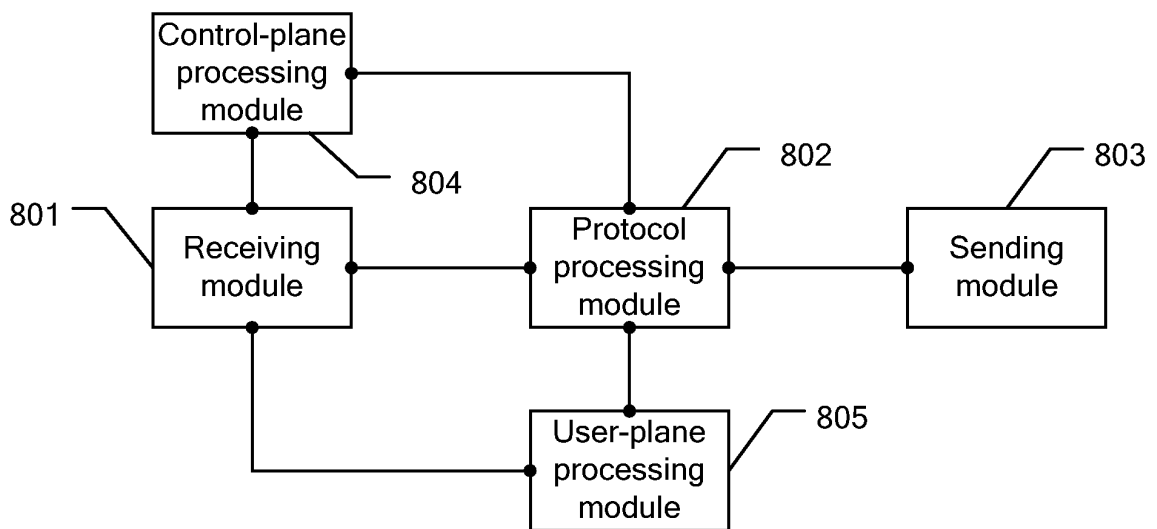 Control-plane
processing
module
804
802
803
801
Receiving
module
Protocol
processing
module
Sending
module
User-plane
processing
module
805